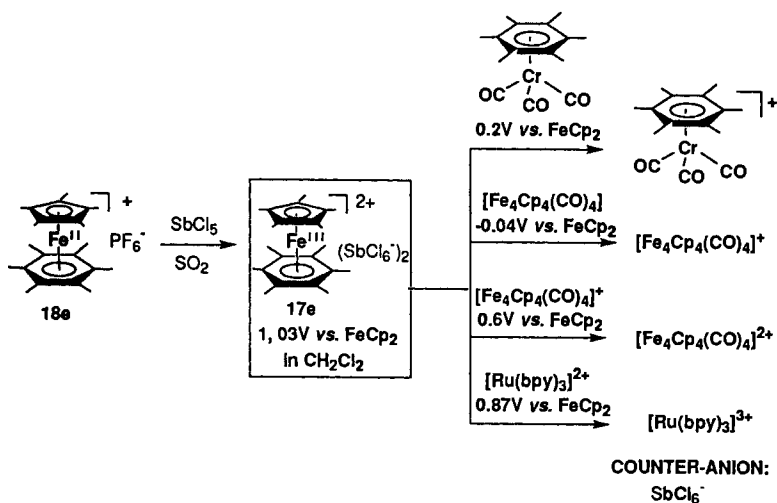 Fe II
] +
PF6-
18e
SbCl5
SO2
] 2+
Fe III
(SbCl6-)2
17e
1, 03V vs. FeCp2
in CH2Cl2
Cr
CO CO CO
0.2V vs. FeCp2
] +
Cr
CO CO CO
[Fe4Cp4(CO)4]
-0.04V vs. FeCp2
[Fe4Cp4(CO)4]+
[Fe4Cp4(CO)4]+
0.6V vs. FeCp2
[Fe4Cp4(CO)4]2+
[Ru(bpy)3]2+
0.87V vs. FeCp2
[Ru(bpy)3]3+
COUNTER-ANION:
SbCl6-